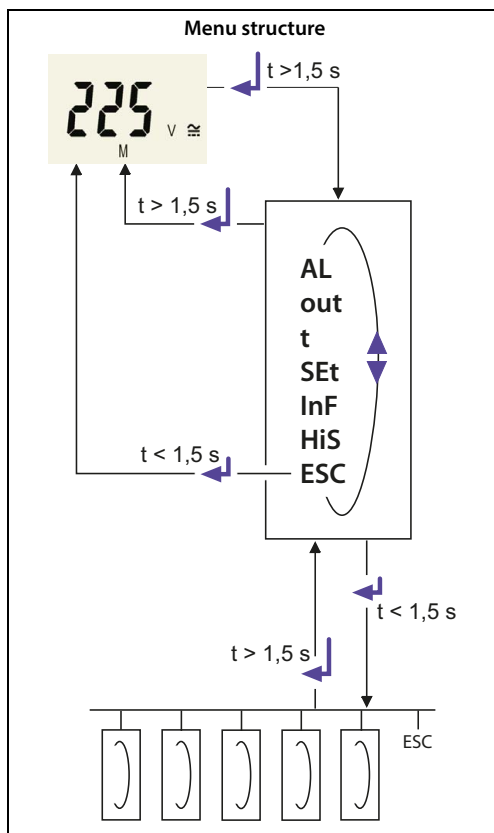 Menu structure
t >1,5 s
225 V ≅
M
t > 1,5 s
AL
out
t
SEt
InF
HiS
t < 1,5 s
ESC
t < 1,5 s
t > 1,5 s
ESC